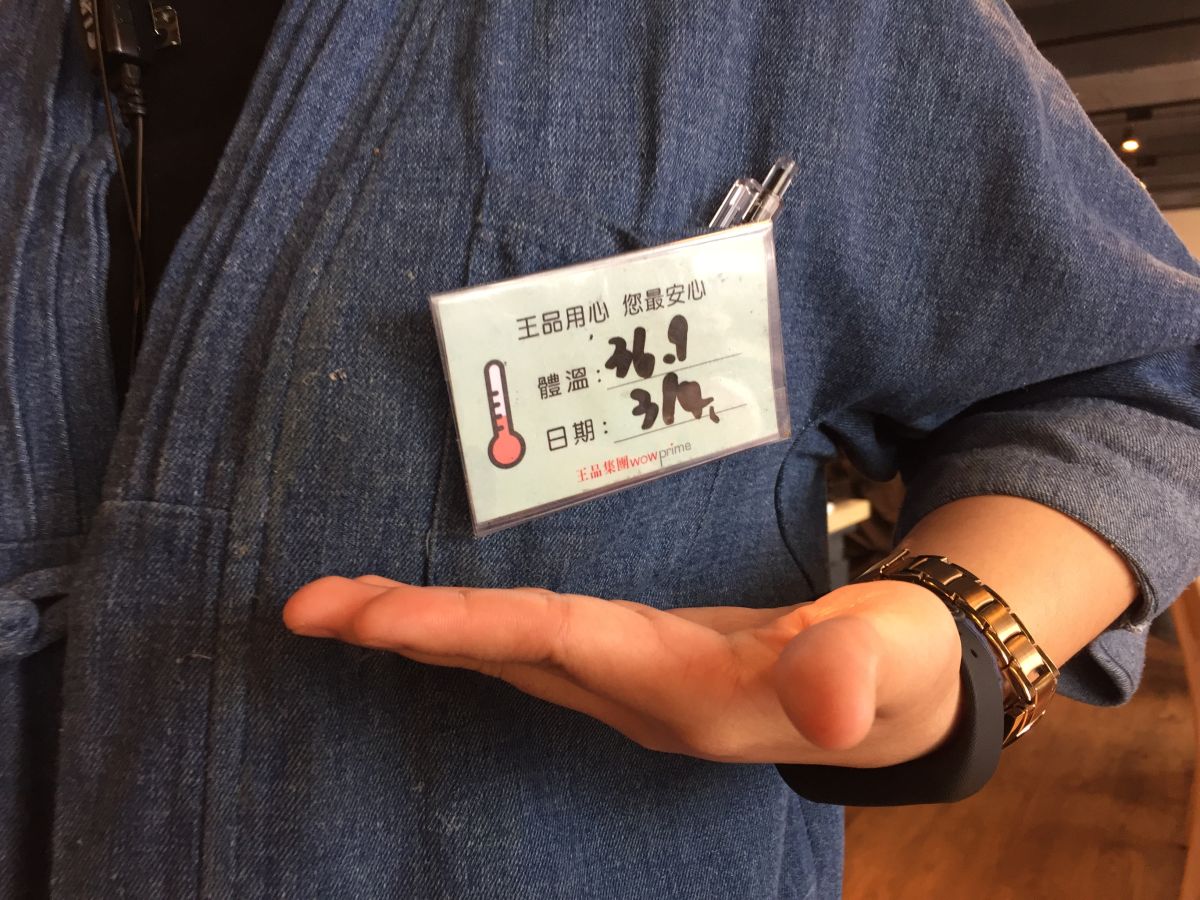 王品用心 您最安心
體溫：36.9
日期：3/4
王品集團wowprime